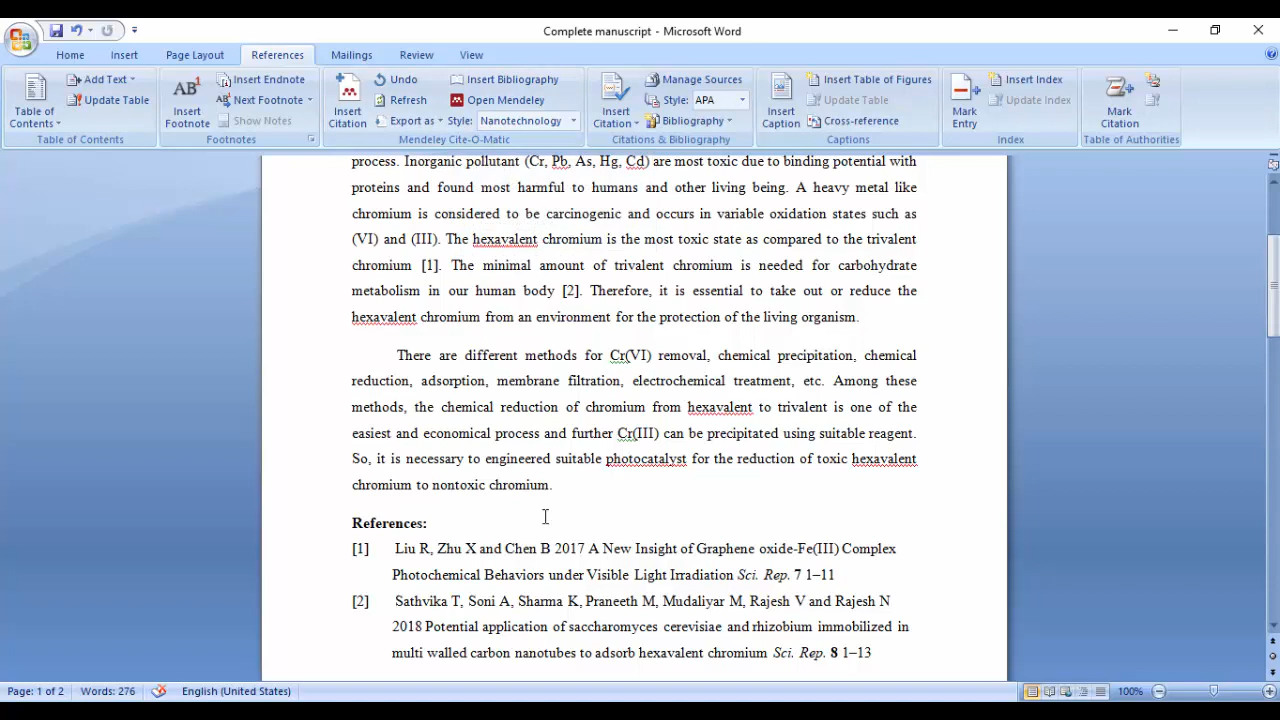 Complete manuscript - Microsoft Word
Home Insert Page Layout References Mailings Review View
Table of Contents
Add Text
Update Table
Table of Contents
AB1
Insert Footnote
Insert Endnote
Next Footnote
Show Notes
Footnotes
Insert Citation
Undo
Refresh
Export as
Insert Bibliography
Open Mendeley
Style: Nanotechnology
Mendeley Cite-O-Matic
Insert Citation
Manage Sources
Style: APA
Bibliography
Citations & Bibliography
Insert Caption
Insert Table of Figures
Update Table
Cross-reference
Captions
Mark Entry
Insert Index
Update Index
Index
Mark Citation
Table of Authorities
process. Inorganic pollutant (Cr, Pb, As, Hg, Cd) are most toxic due to binding potential with
proteins and found most harmful to humans and other living being. A heavy metal like
chromium is considered to be carcinogenic and occurs in variable oxidation states such as
(VI) and (III). The hexavalent chromium is the most toxic state as compared to the trivalent
chromium [1]. The minimal amount of trivalent chromium is needed for carbohydrate
metabolism in our human body [2]. Therefore, it is essential to take out or reduce the
hexavalent chromium from an environment for the protection of the living organism.
There are different methods for Cr(VI) removal, chemical precipitation, chemical
reduction, adsorption, membrane filtration, electrochemical treatment, etc. Among these
methods, the chemical reduction of chromium from hexavalent to trivalent is one of the
easiest and economical process and further Cr(III) can be precipitated using suitable reagent.
So, it is necessary to engineered suitable photocatalyst for the reduction of toxic hexavalent
chromium to nontoxic chromium.
References:
[1] Liu R, Zhu X and Chen B 2017 A New Insight of Graphene oxide-Fe(III) Complex
Photochemical Behaviors under Visible Light Irradiation Sci. Rep. 7 1–11
[2] Sathvika T, Soni A, Sharma K, Praneeth M, Mudaliyar M, Rajesh V and Rajesh N
2018 Potential application of saccharomyces cerevisiae and rhizobium immobilized in
multi walled carbon nanotubes to adsorb hexavalent chromium Sci. Rep. 8 1–13
Page: 1 of 2 Words: 276 English (United States) 100%